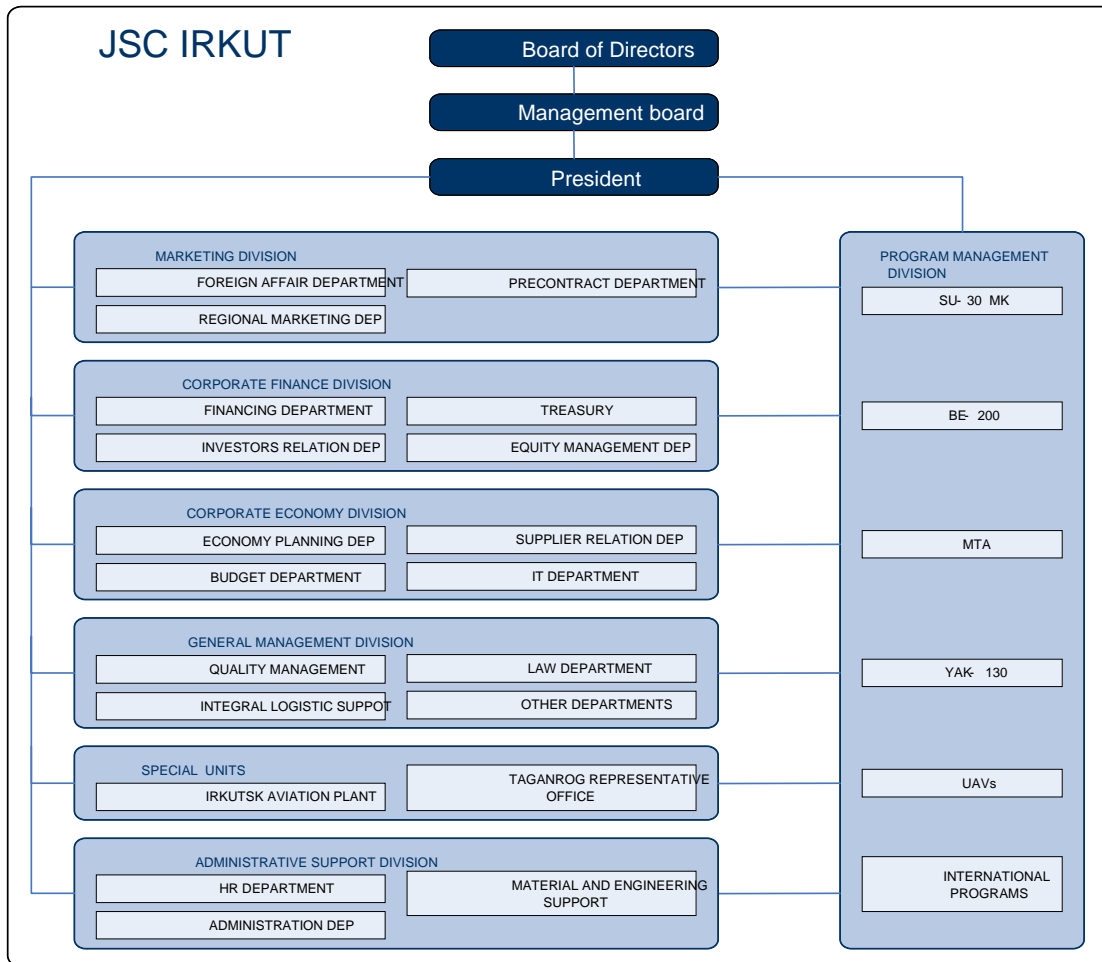 JSC IRKUT
Board of Directors
Management board
President
MARKETING DIVISION
FOREIGN AFFAIR DEPARTMENT
PRECONTRACT DEPARTMENT
REGIONAL MARKETING DEP
CORPORATE FINANCE DIVISION
FINANCING DEPARTMENT
TREASURY
INVESTORS RELATION DEP
EQUITY MANAGEMENT DEP
CORPORATE ECONOMY DIVISION
ECONOMY PLANNING DEP
SUPPLIER RELATION DEP
BUDGET DEPARTMENT
IT DEPARTMENT
GENERAL MANAGEMENT DIVISION
QUALITY MANAGEMENT
LAW DEPARTMENT
INTEGRAL LOGISTIC SUPPOT
OTHER DEPARTMENTS
SPECIAL UNITS
IRKUTSK AVIATION PLANT
TAGANROG REPRESENTATIVE
OFFICE
ADMINISTRATIVE SUPPORT DIVISION
HR DEPARTMENT
MATERIAL AND ENGINEERING
SUPPORT
ADMINISTRATION DEP
PROGRAM MANAGEMENT
DIVISION
SU- 30 MK
BE- 200
MTA
YAK- 130
UAVs
INTERNATIONAL
PROGRAMS